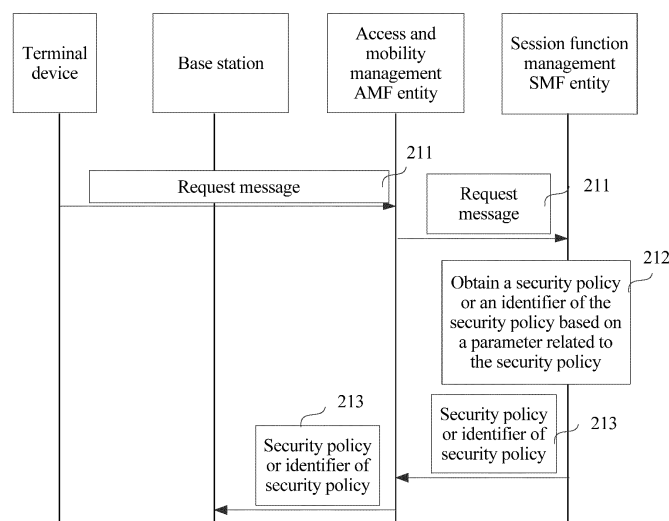 Terminal
device
Base station
Access and
mobility
management
AMF entity
Session function
management
SMF entity
211
Request message
Request
message
211
212
Obtain a security policy
or an identifier of the
security policy based on
a parameter related to
the security policy
213
Security policy
or identifier of
security policy
213
Security policy
or identifier of
security policy